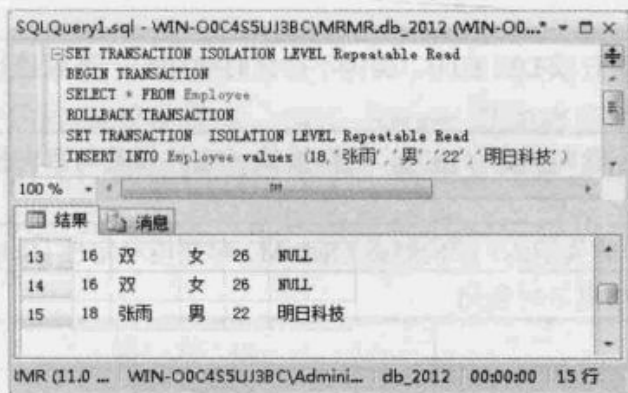 SQLQuery1.sql - WIN-O0C4S5UJ3BC\MRMR.db_2012 (WIN-O0...*
SET TRANSACTION ISOLATION LEVEL Repeatable Read
BEGIN TRANSACTION
SELECT * FROM Employee
ROLLBACK TRANSACTION
SET TRANSACTION ISOLATION LEVEL Repeatable Read
INSERT INTO Employee values (18,'张雨','男','22','明日科技')
100 %
结果 消息
13 16 双 女 26 NULL
14 16 双 女 26 NULL
15 18 张雨 男 22 明日科技
MR (11.0 ... WIN-O0C4S5UJ3BC\Admini... db_2012 00:00:00 15 行